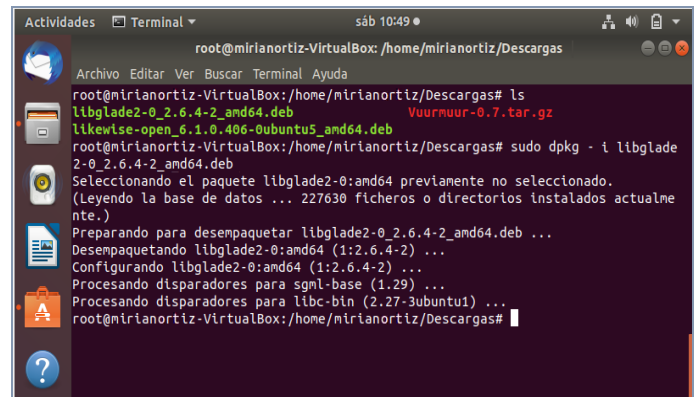 Actividades Terminal sáb 10:49
root@mirianortiz-VirtualBox: /home/mirianortiz/Descargas
Archivo Editar Ver Buscar Terminal Ayuda
root@mirianortiz-VirtualBox:/home/mirianortiz/Descargas# ls
libglade2-0_2.6.4-2_amd64.deb Vuurmuur-0.7.tar.gz
likewise-open_6.1.0.406-0ubuntu5_amd64.deb
root@mirianortiz-VirtualBox:/home/mirianortiz/Descargas# sudo dpkg - i libglade
2-0_2.6.4-2_amd64.deb
Seleccionando el paquete libglade2-0:amd64 previamente no seleccionado.
(Leyendo la base de datos ... 227630 ficheros o directorios instalados actualme
nte.)
Preparando para desempaquetar libglade2-0_2.6.4-2_amd64.deb ...
Desempaquetando libglade2-0:amd64 (1:2.6.4-2) ...
Configurando libglade2-0:amd64 (1:2.6.4-2) ...
Procesando disparadores para sgml-base (1.29) ...
Procesando disparadores para libc-bin (2.27-3ubuntu1) ...
root@mirianortiz-VirtualBox:/home/mirianortiz/Descargas#